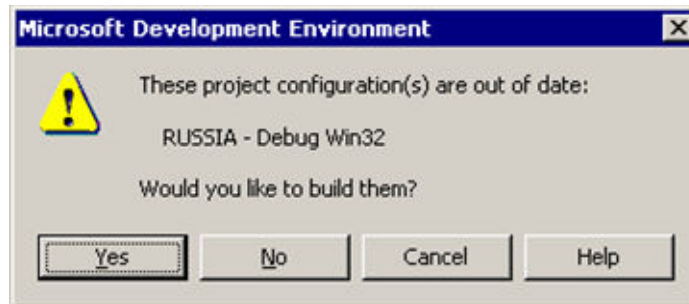 Microsoft Development Environment
These project configuration(s) are out of date:
RUSSIA - Debug Win32
Would you like to build them?
Yes
No
Cancel
Help